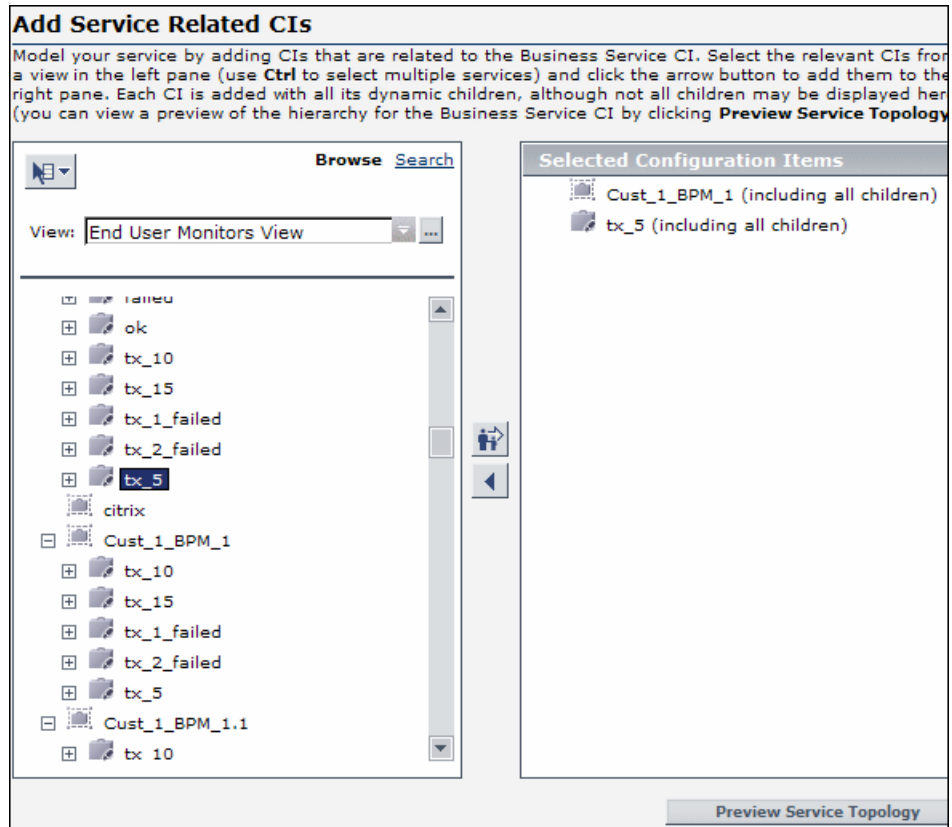 Add Service Related CIs
Model your service by adding CIs that are related to the Business Service CI. Select the relevant CIs from
a view in the left pane (use Ctrl to select multiple services) and click the arrow button to add them to the
right pane. Each CI is added with all its dynamic children, although not all children may be displayed her
(you can view a preview of the hierarchy for the Business Service CI by clicking Preview Service Topology
Browse Search
View: End User Monitors View ...
failed
ok
tx_10
tx_15
tx_1_failed
tx_2_failed
tx_5
citrix
Cust_1_BPM_1
tx_10
tx_15
tx_1_failed
tx_2_failed
tx_5
Cust_1_BPM_1.1
tx_10
Selected Configuration Items
Cust_1_BPM_1 (including all children)
tx_5 (including all children)
Preview Service Topology